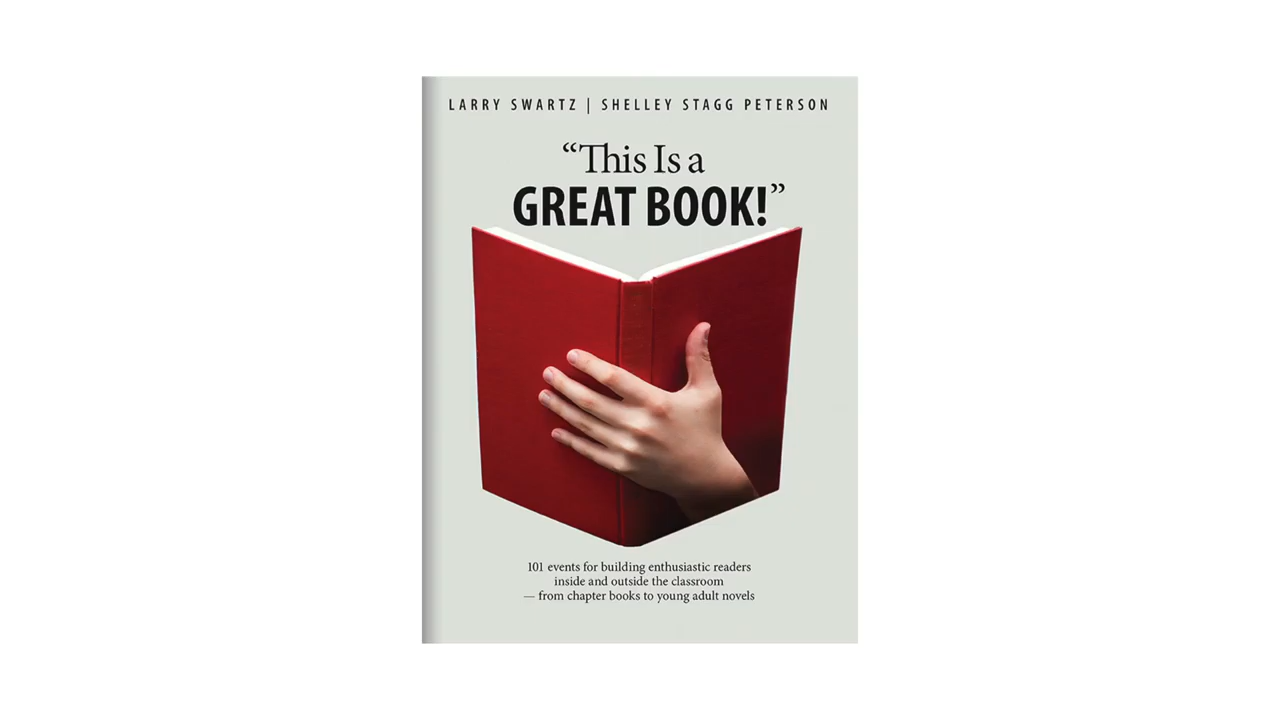 LARRY SWARTZ | SHELLEY STAGG PETERSON
“This Is a
GREAT BOOK!”
101 events for building enthusiastic readers
inside and outside the classroom
— from chapter books to young adult novels